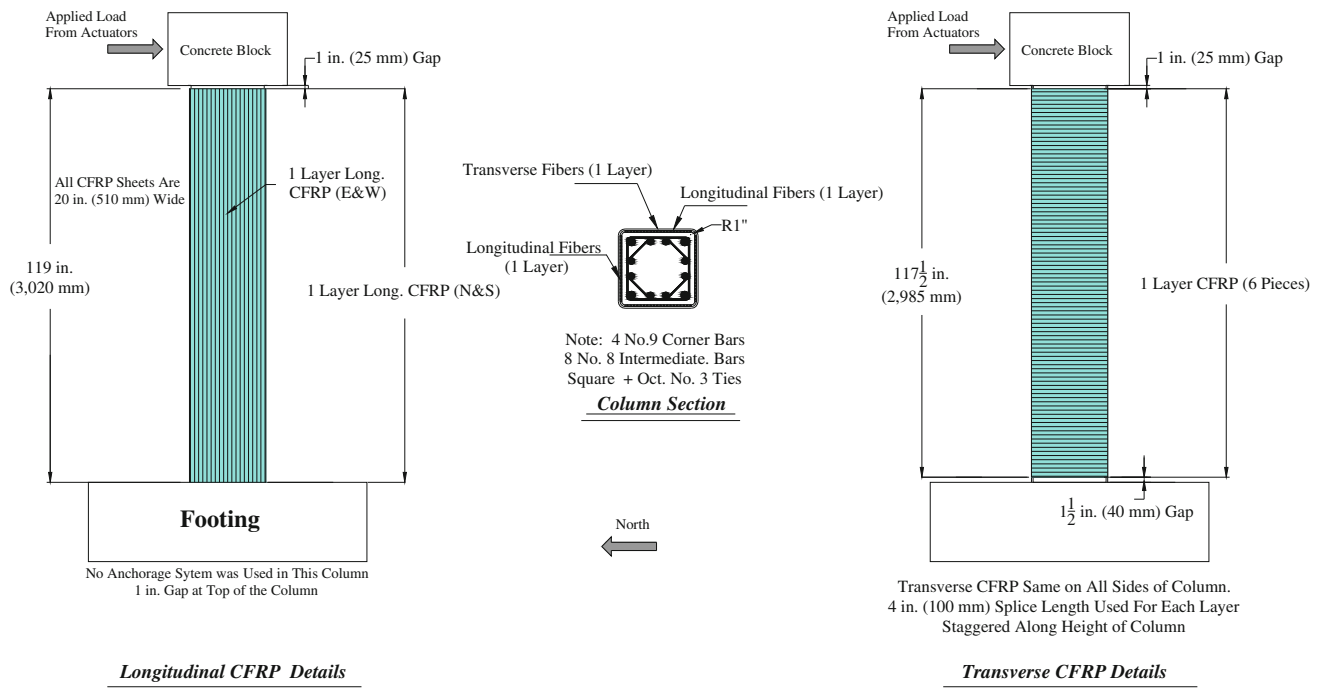 Applied Load
From Actuators
Concrete Block
1 in. (25 mm) Gap
All CFRP Sheets Are
20 in. (510 mm) Wide
1 Layer Long.
CFRP (E&W)
119 in.
(3,020 mm)
1 Layer Long. CFRP (N&S)
Footing
No Anchorage Sytem was Used in This Column
1 in. Gap at Top of the Column
Longitudinal CFRP Details
Transverse Fibers (1 Layer)
Longitudinal Fibers (1 Layer)
R1"
Longitudinal Fibers
(1 Layer)
Note: 4 No.9 Corner Bars
8 No. 8 Intermediate. Bars
Square + Oct. No. 3 Ties
Column Section
North
Applied Load
From Actuators
Concrete Block
1 in. (25 mm) Gap
117 1/2 in.
(2,985 mm)
1 Layer CFRP (6 Pieces)
1 1/2 in. (40 mm) Gap
Transverse CFRP Same on All Sides of Column.
4 in. (100 mm) Splice Length Used For Each Layer
Staggered Along Height of Column
Transverse CFRP Details